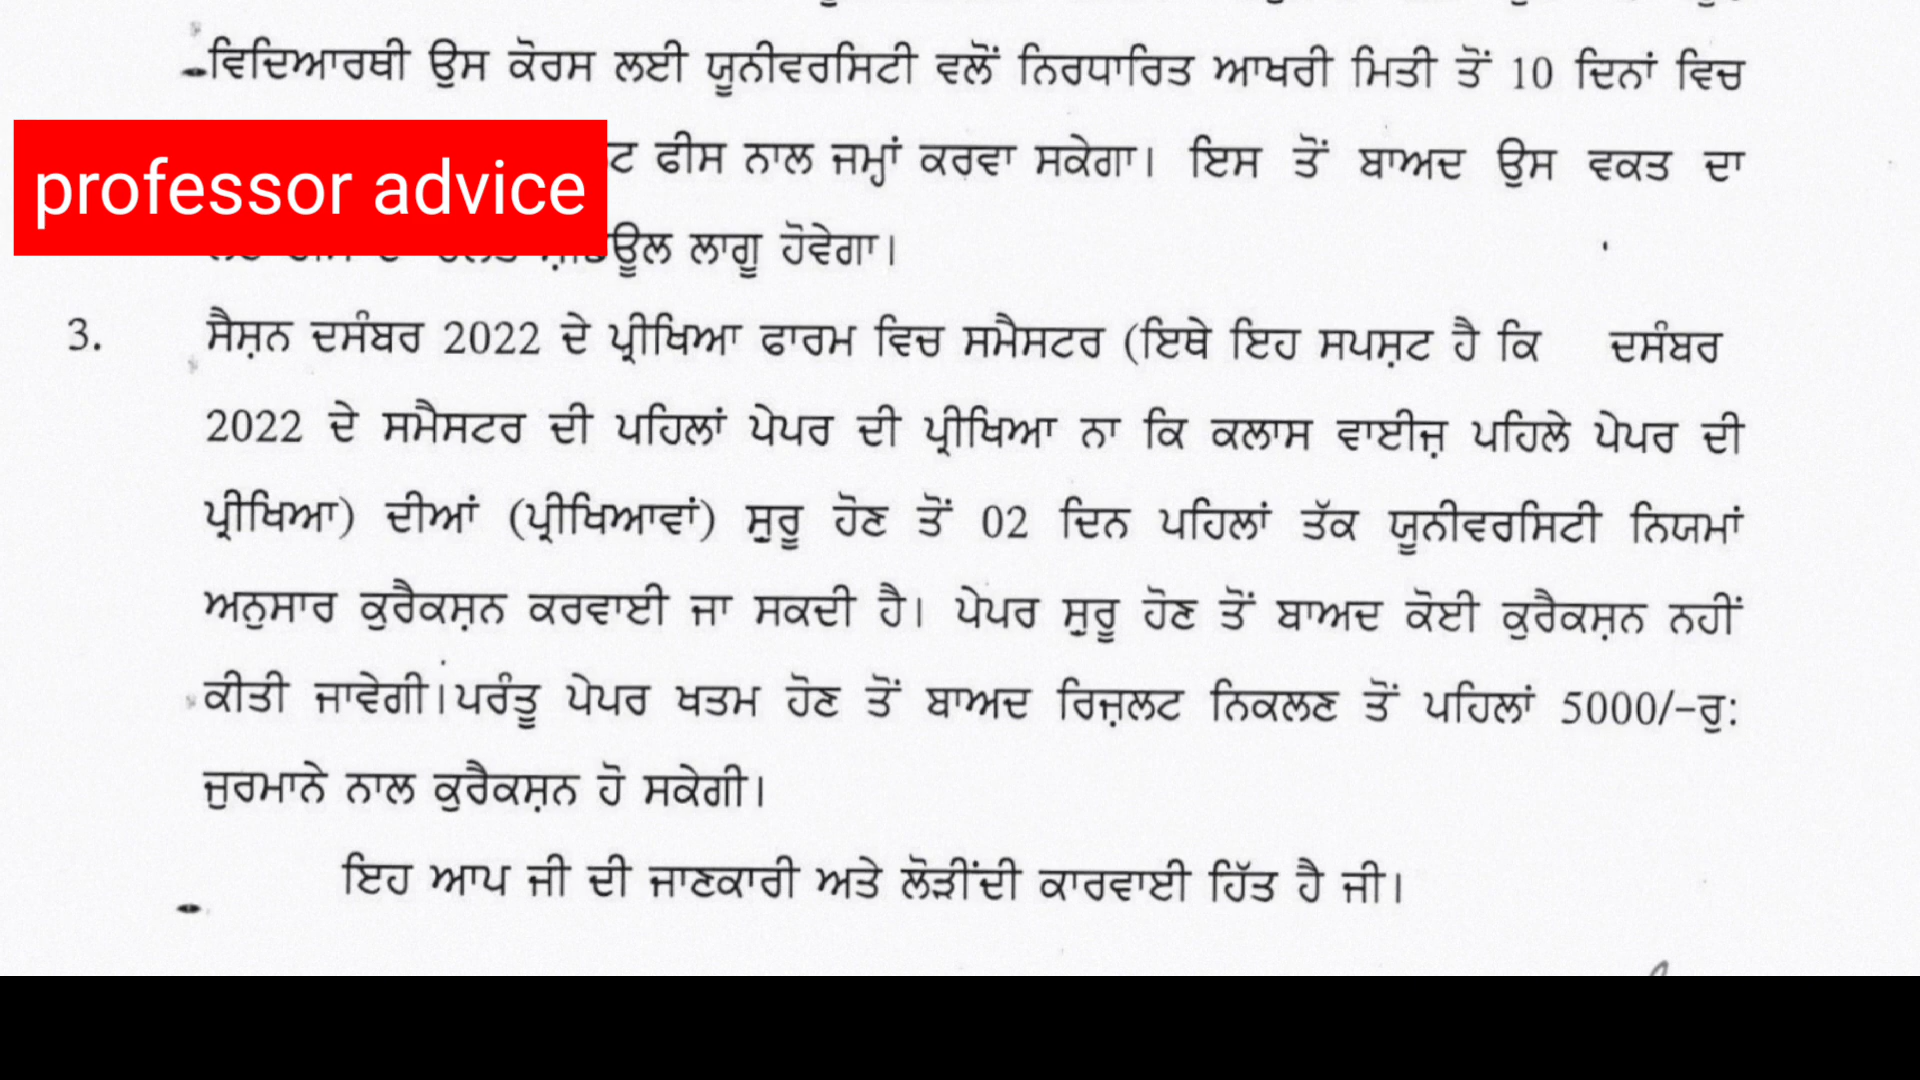 ਵਿਦਿਆਰਥੀ ਉਸ ਕੋਰਸ ਲਈ ਯੂਨੀਵਰਸਿਟੀ ਵਲੋਂ ਨਿਰਧਾਰਿਤ ਆਖਰੀ ਮਿਤੀ ਤੋਂ 10 ਦਿਨਾਂ ਵਿਚ
professor advice
ਫੀਸ ਨਾਲ ਜਮ੍ਹਾਂ ਕਰਵਾ ਸਕੇਗਾ। ਇਸ ਤੋਂ ਬਾਅਦ ਉਸ ਵਕਤ ਦਾ
ਲਾਗੂ ਹੋਵੇਗਾ।
3. ਸੈਸ਼ਨ ਦਸੰਬਰ 2022 ਦੇ ਪ੍ਰੀਖਿਆ ਫਾਰਮ ਵਿਚ ਸਮੈਸਟਰ (ਇਥੇ ਇਹ ਸਪਸ਼ਟ ਹੈ ਕਿ ਦਸੰਬਰ
2022 ਦੇ ਸਮੈਸਟਰ ਦੀ ਪਹਿਲਾਂ ਪੇਪਰ ਦੀ ਪ੍ਰੀਖਿਆ ਨਾ ਕਿ ਕਲਾਸ ਵਾਈਜ਼ ਪਹਿਲੇ ਪੇਪਰ ਦੀ
ਪ੍ਰੀਖਿਆ) ਦੀਆਂ (ਪ੍ਰੀਖਿਆਵਾਂ) ਸ਼ੁਰੂ ਹੋਣ ਤੋਂ 02 ਦਿਨ ਪਹਿਲਾਂ ਤੱਕ ਯੂਨੀਵਰਸਿਟੀ ਨਿਯਮਾਂ
ਅਨੁਸਾਰ ਕੁਰੈਕਸ਼ਨ ਕਰਵਾਈ ਜਾ ਸਕਦੀ ਹੈ। ਪੇਪਰ ਸ਼ੁਰੂ ਹੋਣ ਤੋਂ ਬਾਅਦ ਕੋਈ ਕੁਰੈਕਸ਼ਨ ਨਹੀਂ
ਕੀਤੀ ਜਾਵੇਗੀ।ਪਰੰਤੂ ਪੇਪਰ ਖਤਮ ਹੋਣ ਤੋਂ ਬਾਅਦ ਰਿਜ਼ਲਟ ਨਿਕਲਣ ਤੋਂ ਪਹਿਲਾਂ 5000/-ਰੁ:
ਜੁਰਮਾਨੇ ਨਾਲ ਕੁਰੈਕਸ਼ਨ ਹੋ ਸਕੇਗੀ।
ਇਹ ਆਪ ਜੀ ਦੀ ਜਾਣਕਾਰੀ ਅਤੇ ਲੋੜੀਂਦੀ ਕਾਰਵਾਈ ਹਿੱਤ ਹੈ ਜੀ।